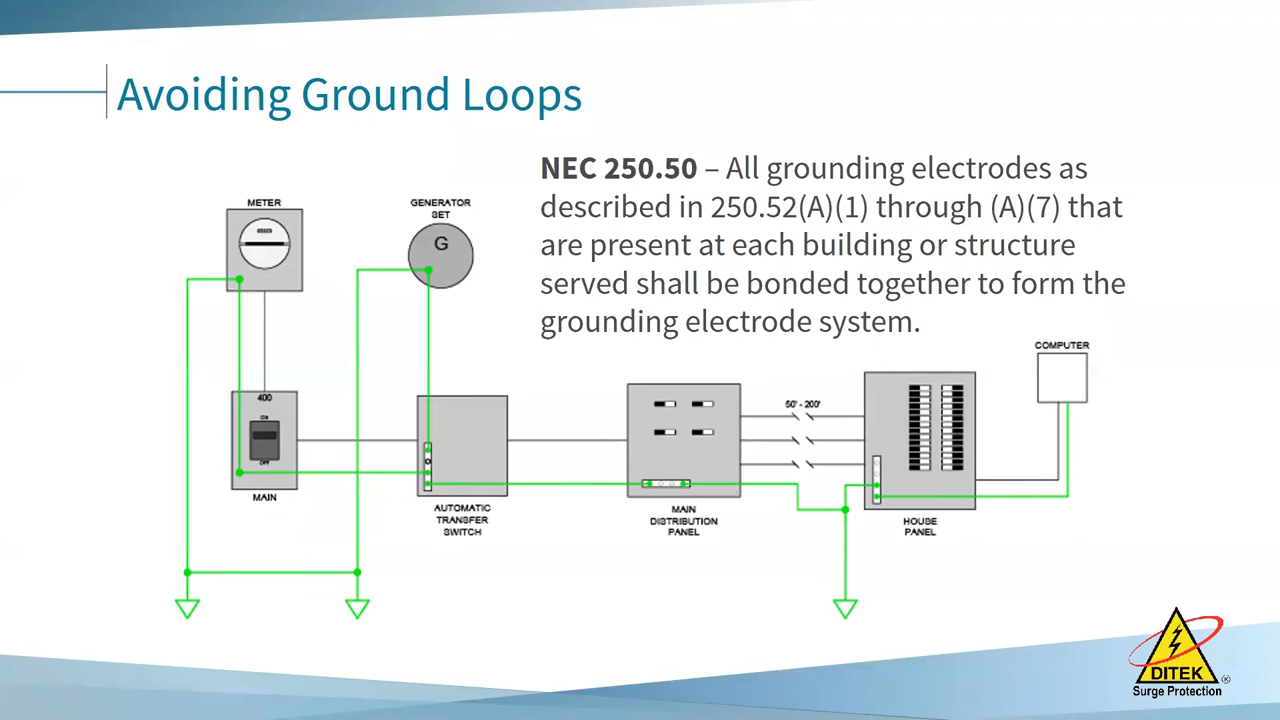 Avoiding Ground Loops
NEC 250.50 – All grounding electrodes as
described in 250.52(A)(1) through (A)(7) that
are present at each building or structure
served shall be bonded together to form the
grounding electrode system.
METER
GENERATOR
SET
G
COMPUTER
400
ON
OFF
50' - 200'
MAIN
AUTOMATIC
TRANSFER
SWITCH
MAIN
DISTRIBUTION
PANEL
HOUSE
PANEL
DITEK
®
Surge Protection